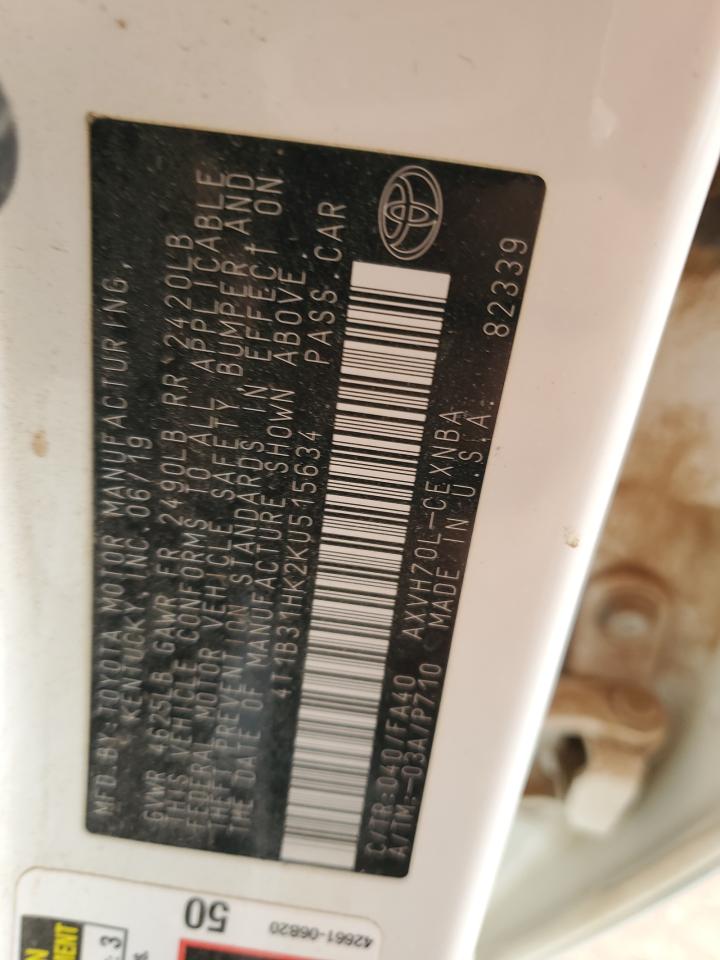 MFD.BY:TOYOTA MOTOR MANUFACTURING,
KENTUCKY, INC. 06/19
GVWR 4625LB GAWR FR 2490LB RR 2420LB
THIS VEHICLE CONFORMS TO ALL APPLICABLE
FEDERAL MOTOR VEHICLE SAFETY, BUMPER AND
THEFT PREVENTION STANDARDS IN EFFECT ON
THE DATE OF MANUFACTURE SHOWN ABOVE
4T1B31HK2KU515634 PASS.CAR
C/TR:040/FA40 AXVH70L-CEXNBA
A/TM:-03A/P710 MADE IN U.S.A. 82339
50
42661-06B20